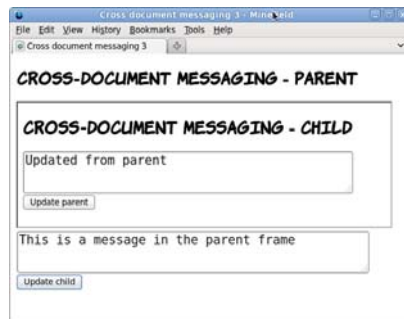 Cross document messaging 3 - Minefield
File Edit View History Bookmarks Tools Help
Cross document messaging 3
CROSS-DOCUMENT MESSAGING - PARENT
CROSS-DOCUMENT MESSAGING - CHILD
Updated from parent
Update parent
This is a message in the parent frame
Update child